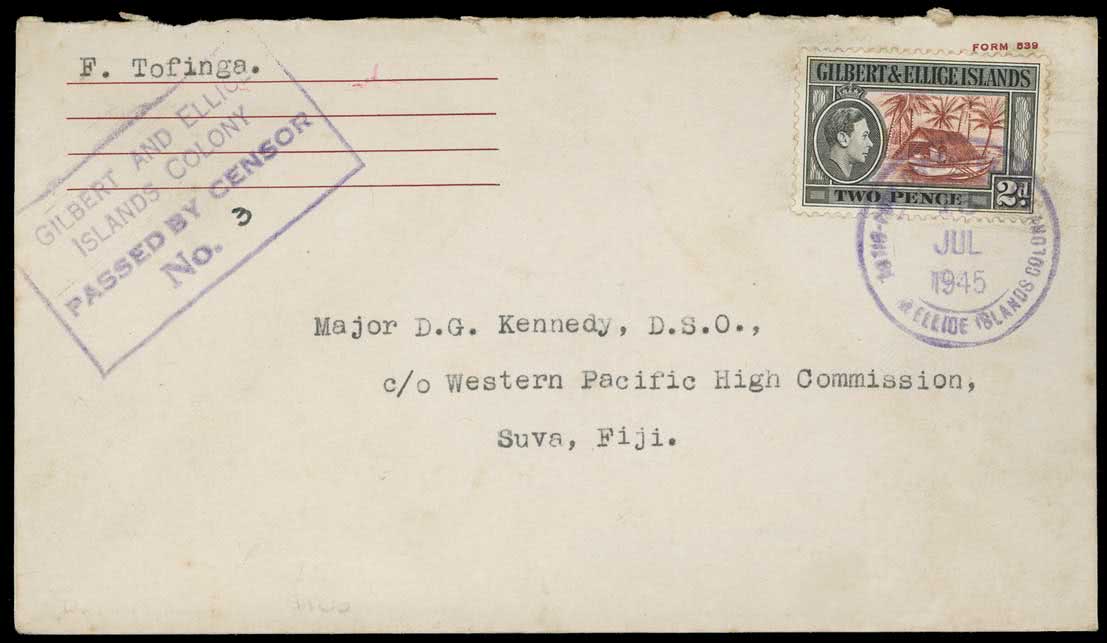 FORM 539
F. Tofinga.
GILBERT AND ELLICE
ISLANDS COLONY
PASSED BY CENSOR
No. 3
GILBERT & ELLICE ISLANDS
TWO PENCE 2d
JUL
1945
ELLICE ISLANDS COLONY
Major D.G. Kennedy, D.S.O.,
c/o Western Pacific High Commission,
Suva, Fiji.